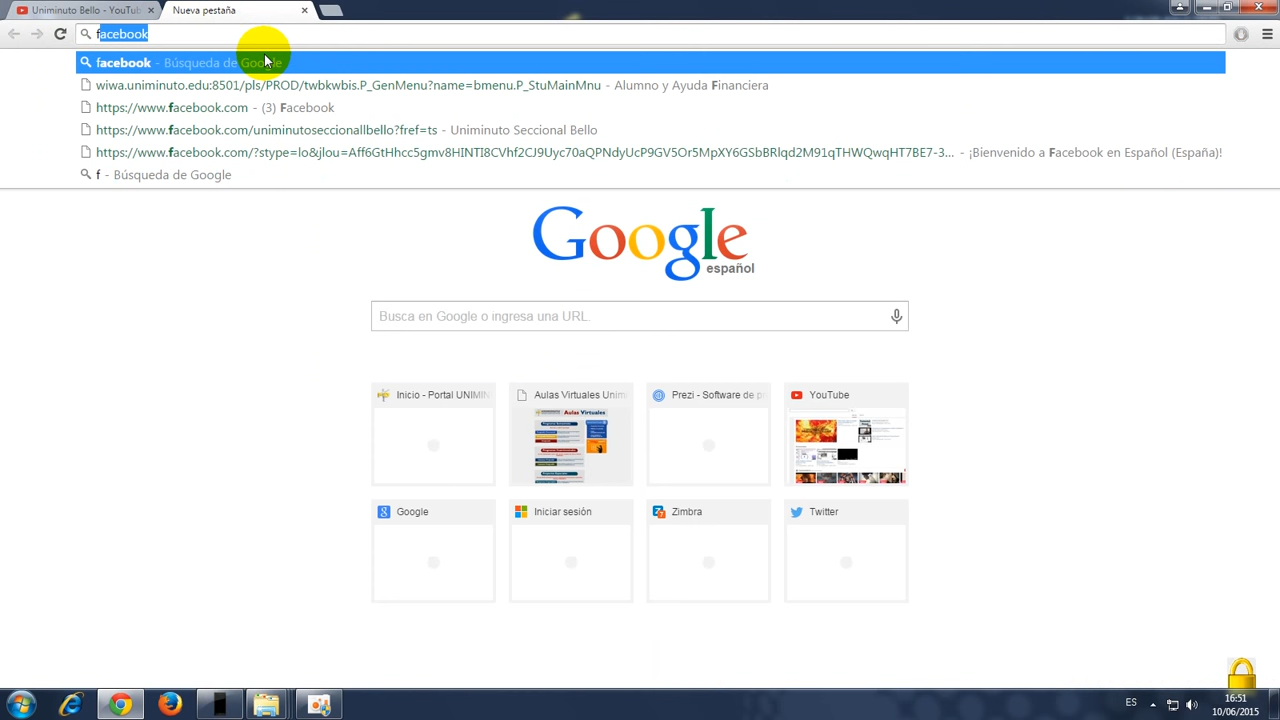 Uniminuto Bello - YouTub
Nueva pestaña
facebook
facebook - Búsqueda de Google
wiwa.uniminuto.edu:8501/pls/PROD/twbkwbis.P_GenMenu?name=bmenu.P_StuMainMnu - Alumno y Ayuda Financiera
https://www.facebook.com - (3) Facebook
https://www.facebook.com/uniminutoseccionallbello?fref=ts - Uniminuto Seccional Bello
https://www.facebook.com/?stype=lo&jlou=Aff6GtHhcc5gmv8HINTI8CVhf2CJ9Uyc70aQPNdyUcP9GV5Or5MpXY6GSbBRlqd2M91qTHWQwqHT7BE7-3... - ¡Bienvenido a Facebook en Español (España)!
f - Búsqueda de Google
Google
español
Busca en Google o ingresa una URL.
Inicio - Portal UNIMIN
Aulas Virtuales Unim
Prezi - Software de p
YouTube
Aulas Virtuales
Google
Iniciar sesión
Zimbra
Twitter
ES
16:51
10/06/2015